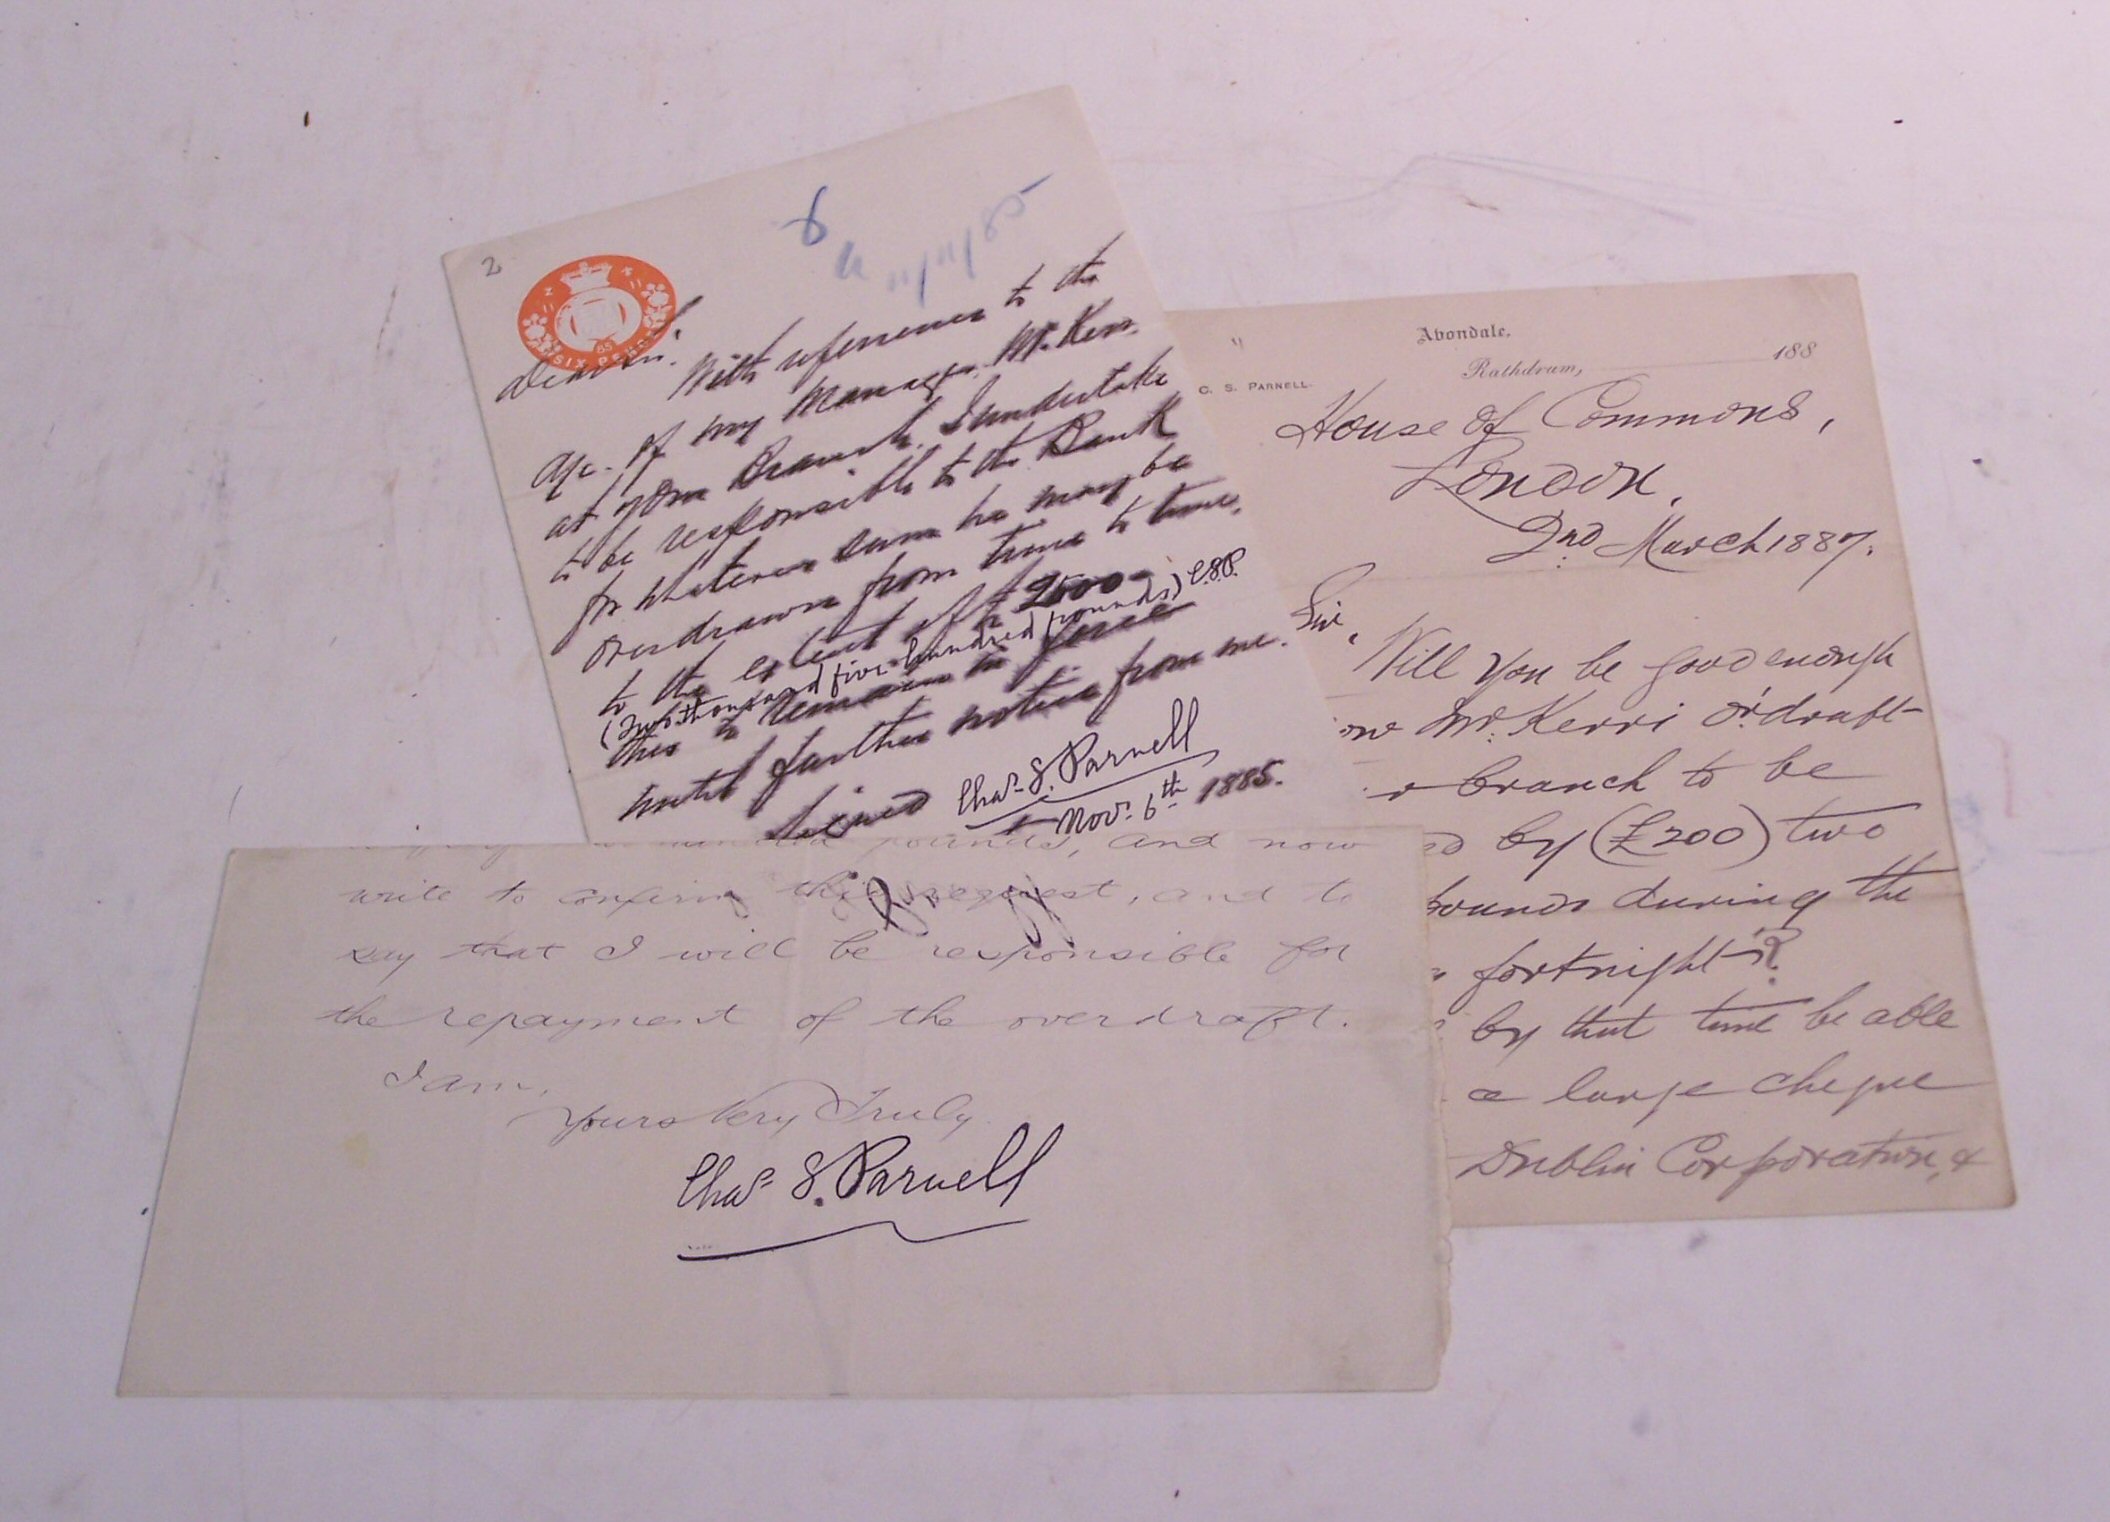 2
6
11/11/85
SIX PENCE
85
Dear Sir.
With reference to the
a/c. of my Manager Mr. Kerr.
at your Branch. I undertake
to be responsible to the Bank
for whatever sum he may be
overdrawn from time to time.
to the extent of £2500-
(Two thousand five hundred pounds) C.S.P.
this to remain in force
until further notice from me.
Signed Chas. S. Parnell
Nov. 6th 1885.
Avondale,
Rathdrum, 188
C. S. PARNELL.
House of Commons,
London,
2nd March 1887.
Sir,
Will you be good enough
Mr. Kerr's o'draft
branch to be
by (£200) two
pounds during the
fortnight?
by that time be able
a large cheque
Dublin Corporation, &
hundred pounds, and now
write to confirm this request, and to
say that I will be responsible for
the repayment of the overdraft.
I am,
Yours Very Truly
Chas. S. Parnell